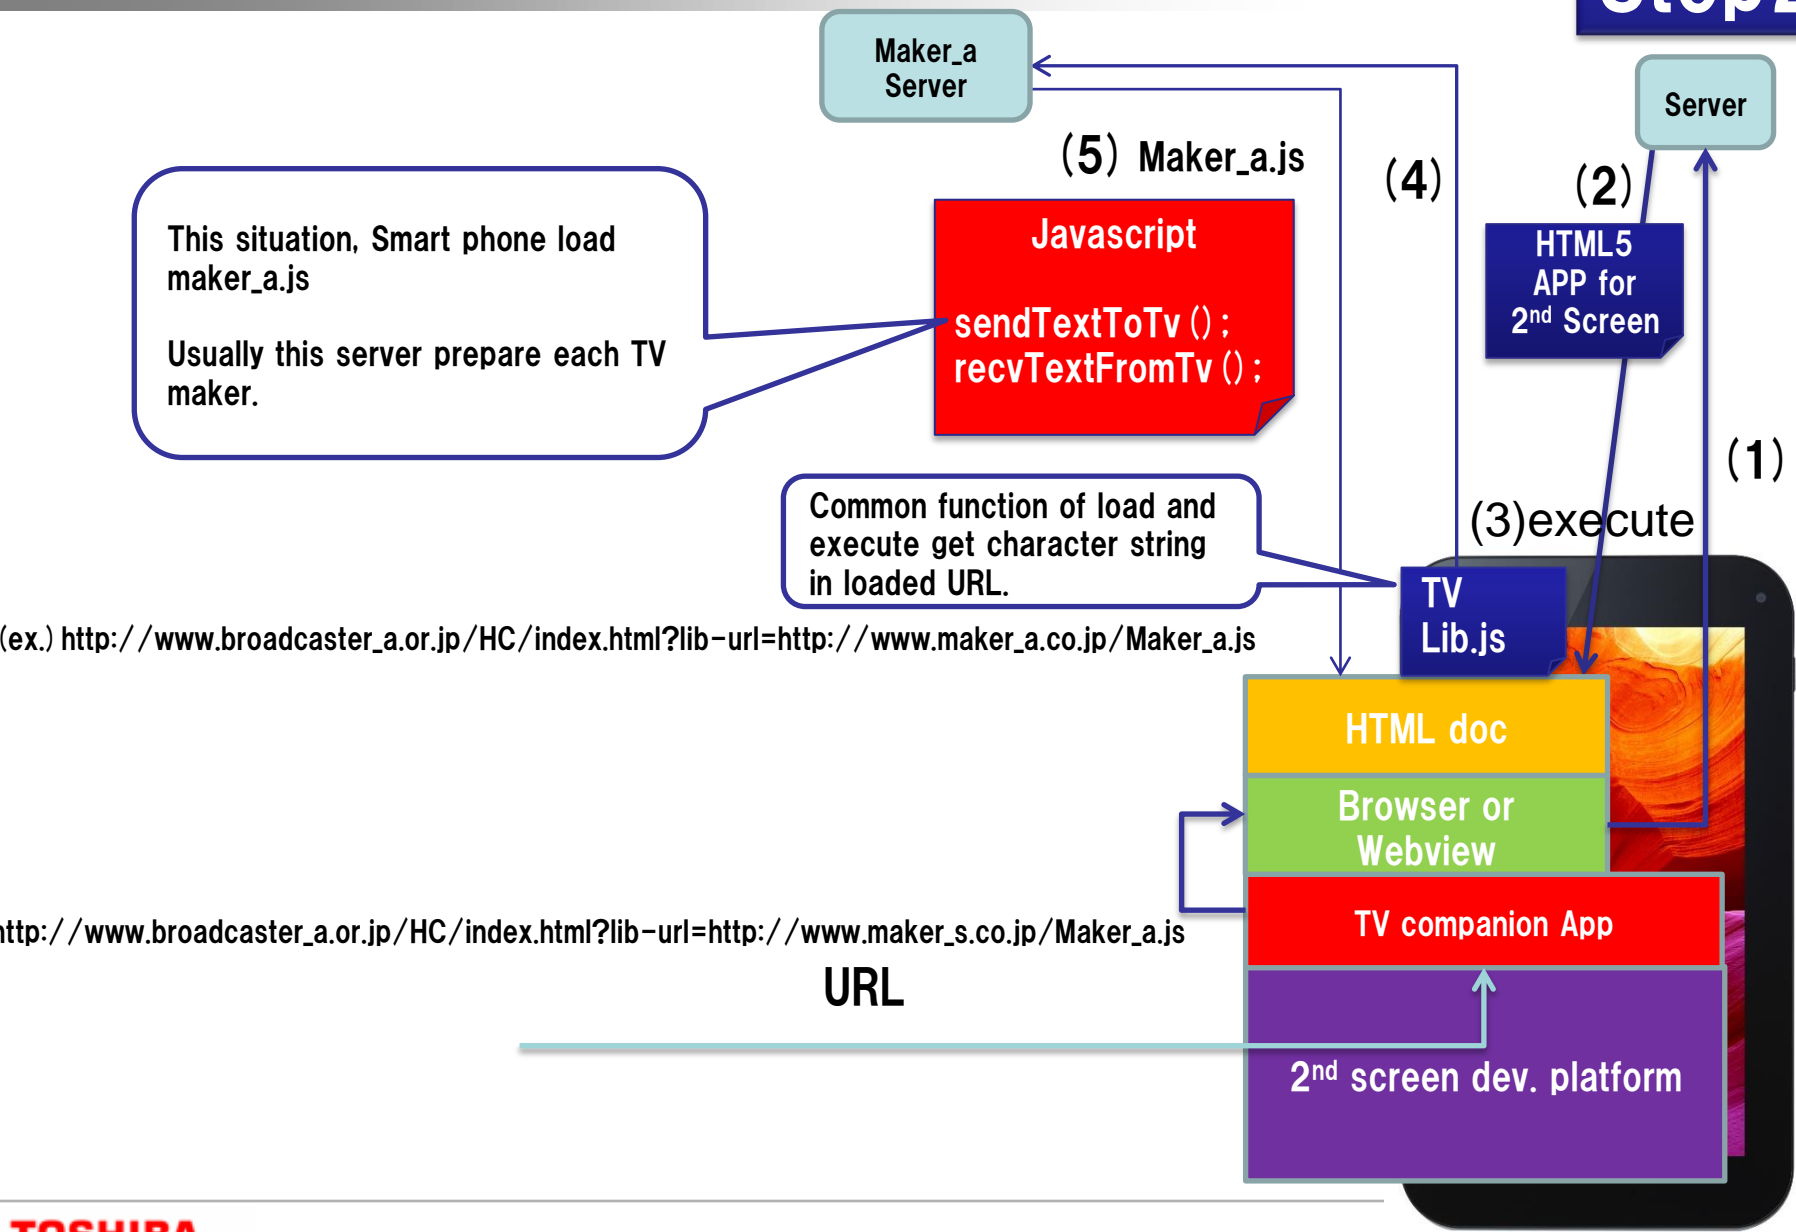 Maker_a
Server
Server
(5) Maker_a.js
(4)
(2)
This situation, Smart phone load
maker_a.js
Usually this server prepare each TV
maker.
Javascript
sendTextToTv();
recvTextFromTv();
HTML5
APP for
2nd Screen
(1)
Common function of load and
execute get character string
in loaded URL.
(3)execute
TV
Lib.js
(ex.) http://www.broadcaster_a.or.jp/HC/index.html?lib-url=http://www.maker_a.co.jp/Maker_a.js
HTML doc
Browser or
Webview
TV companion App
http://www.broadcaster_a.or.jp/HC/index.html?lib-url=http://www.maker_s.co.jp/Maker_a.js
URL
2nd screen dev. platform
TOSHIBA